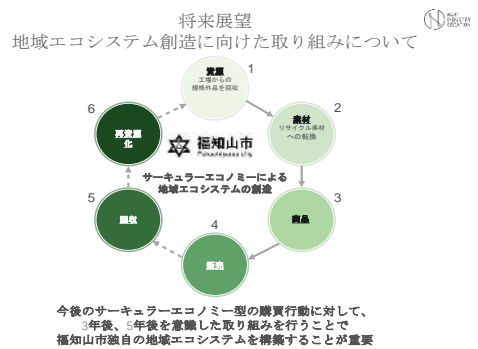 将来展望
地域エコシステム創造に向けた取り組みについて
NEXT
INDUSTRY
CREATION
1
資源
工場からの
規格外品を回収
2
素材
リサイクル素材
への転換
3
商品
4
販売
5
回収
6
再資源
化
福知山市
Fukuchiyama city
サーキュラーエコノミーによる
地域エコシステムの創造
今後のサーキュラーエコノミー型の購買行動に対して、
3年後、5年後を意識した取り組みを行うことで
福知山市独自の地域エコシステムを構築することが重要